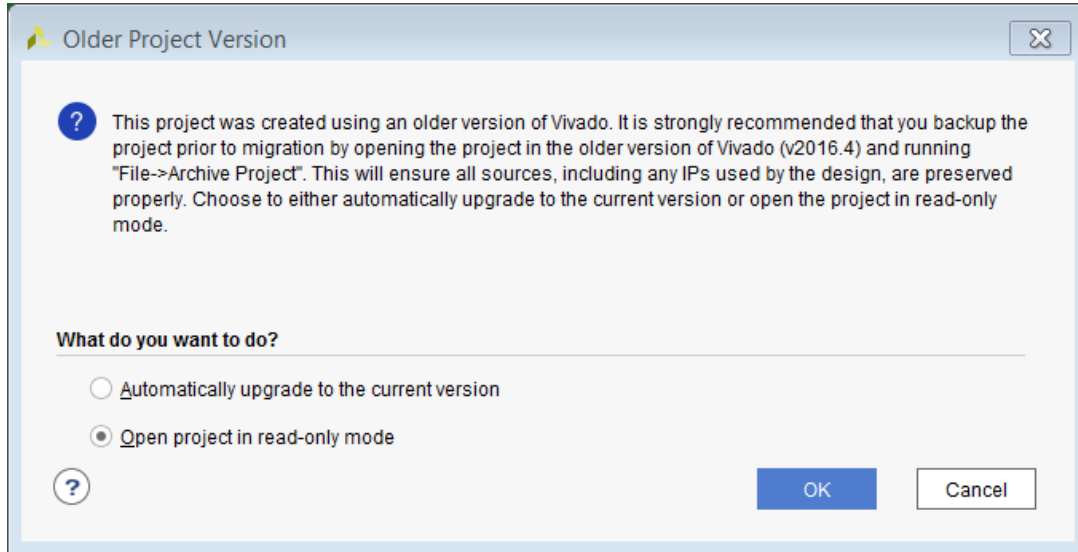 Older Project Version
This project was created using an older version of Vivado. It is strongly recommended that you backup the
project prior to migration by opening the project in the older version of Vivado (v2016.4) and running
"File->Archive Project". This will ensure all sources, including any IPs used by the design, are preserved
properly. Choose to either automatically upgrade to the current version or open the project in read-only
mode.
What do you want to do?
Automatically upgrade to the current version
Open project in read-only mode
OK
Cancel